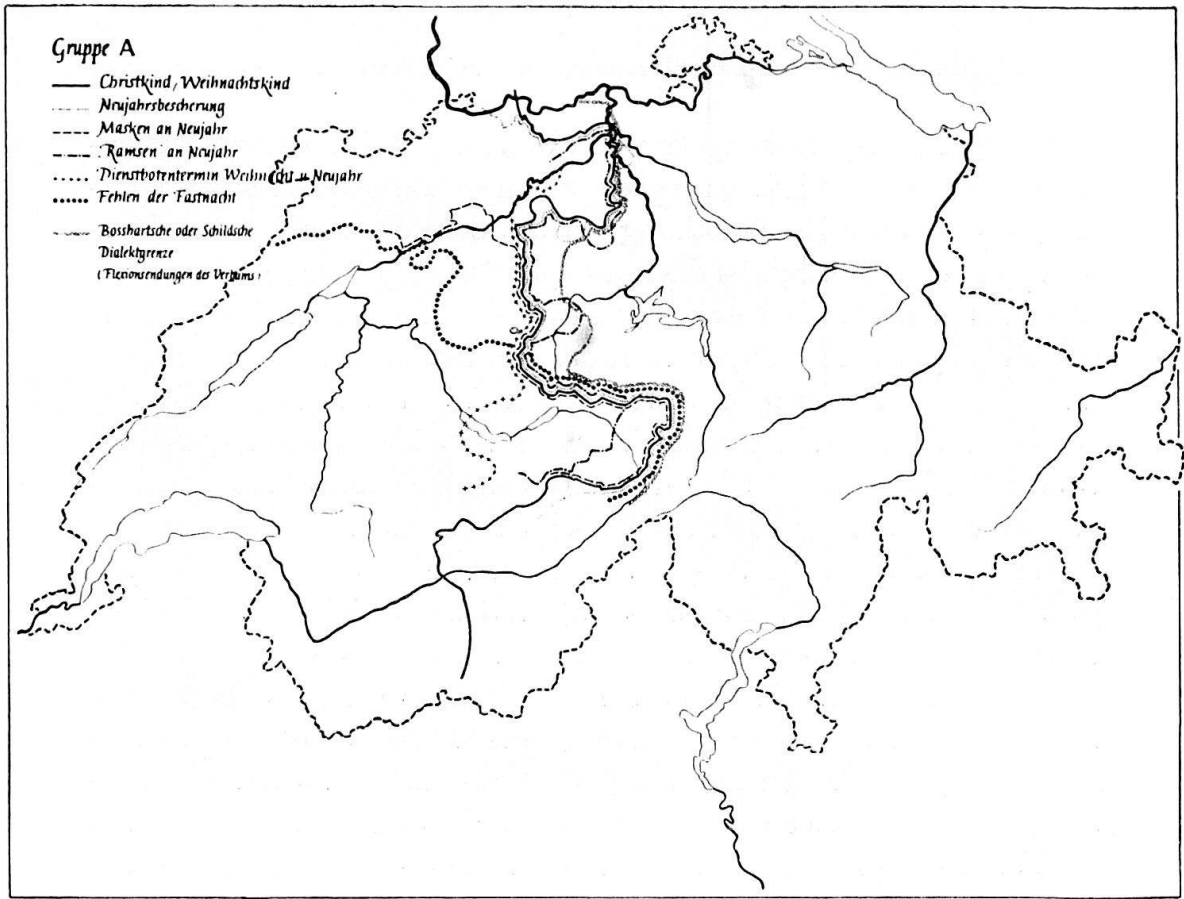 Gruppe A
Christkind, Weihnachtskind
Neujahrsbescherung
Masken an Neujahr
'Ramsen' an Neujahr
Dienstbotentermin Weihnacht - Neujahr
Fehlen der Fastnacht
Bosshartsche oder Schildsche
Dialektgrenze
(Flexionsendungen des Verbums)